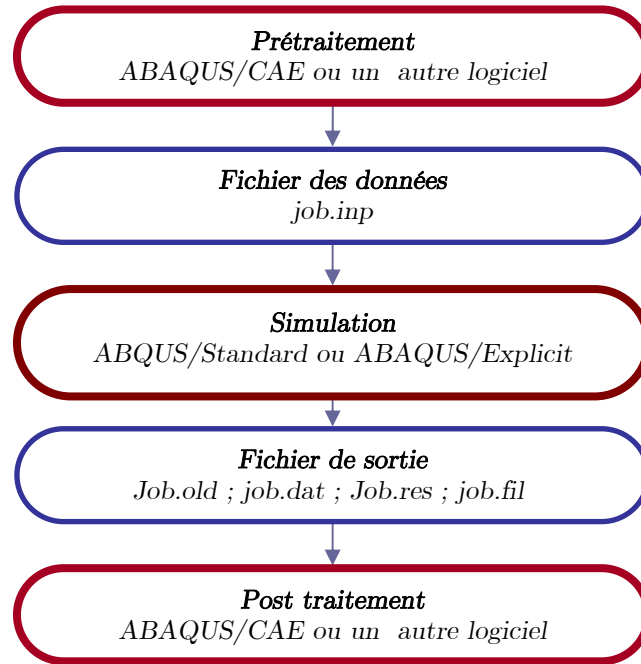 Prétraitement
ABAQUS/CAE ou un autre logiciel
Fichier des données
job.inp
Simulation
ABQUS/Standard ou ABAQUS/Explicit
Fichier de sortie
Job.old ; job.dat ; Job.res ; job.fil
Post traitement
ABAQUS/CAE ou un autre logiciel